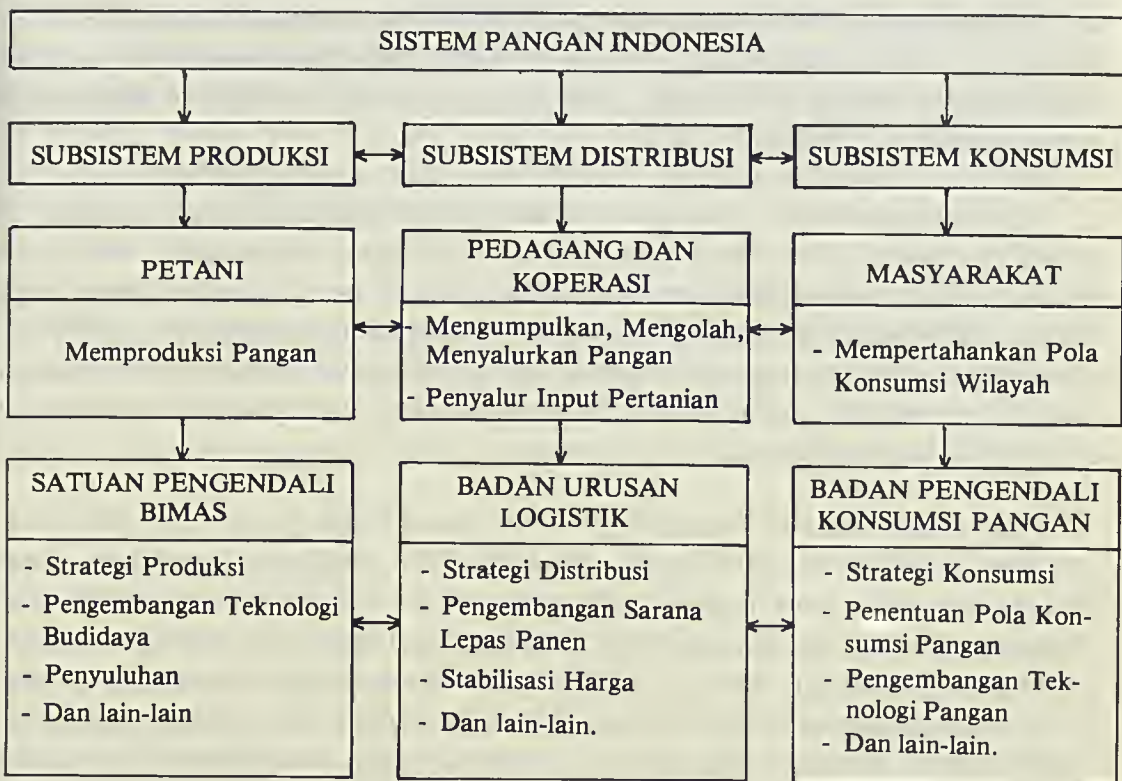 SISTEM PANGAN INDONESIA
SUBSISTEM PRODUKSI
SUBSISTEM DISTRIBUSI
SUBSISTEM KONSUMSI
PETANI
Memproduksi Pangan
PEDAGANG DAN
KOPERASI
- Mengumpulkan, Mengolah,
Menyalurkan Pangan
- Penyalur Input Pertanian
MASYARAKAT
- Mempertahankan Pola
Konsumsi Wilayah
SATUAN PENGENDALI
BIMAS
- Strategi Produksi
- Pengembangan Teknologi
Budidaya
- Penyuluhan
- Dan lain-lain
BADAN URUSAN
LOGISTIK
- Strategi Distribusi
- Pengembangan Sarana
Lepas Panen
- Stabilisasi Harga
- Dan lain-lain.
BADAN PENGENDALI
KONSUMSI PANGAN
- Strategi Konsumsi
- Penentuan Pola Kon-
sumsi Pangan
- Pengembangan Tek-
nologi Pangan
- Dan lain-lain.